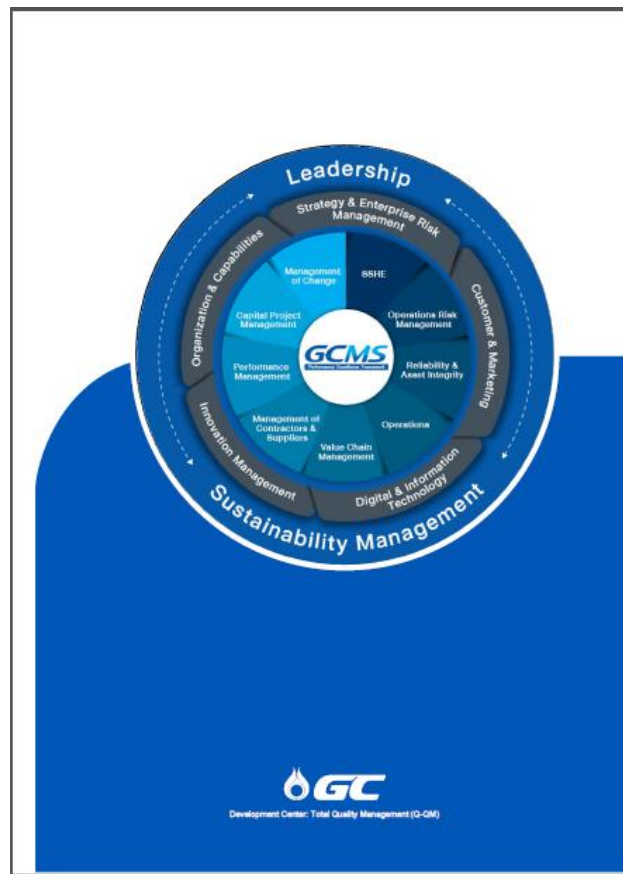 Leadership
Strategy & Enterprise Risk
Management
Organization & Capabilities
Customer & Marketing
Innovation Management
Digital & Information
Technology
Sustainability Management
Management
of Change
SSHE
Capital Project
Management
Operations Risk
Management
Performance
Management
Reliability &
Asset Integrity
Management of
Contractors &
Suppliers
Operations
Value Chain
Management
GCMS
GC
Development Center: Total Quality Management (Q-QM)